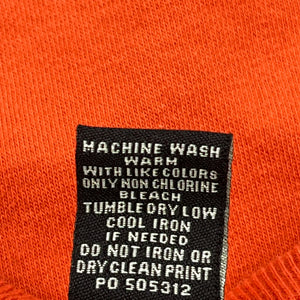 MACHINE WASH
WARM
WITH LIKE COLORS
ONLY NON CHLORINE
BLEACH
TUMBLE DRY LOW
COOL IRON
IF NEEDED
DO NOT IRON OR
DRY CLEAN PRINT
PO 505312